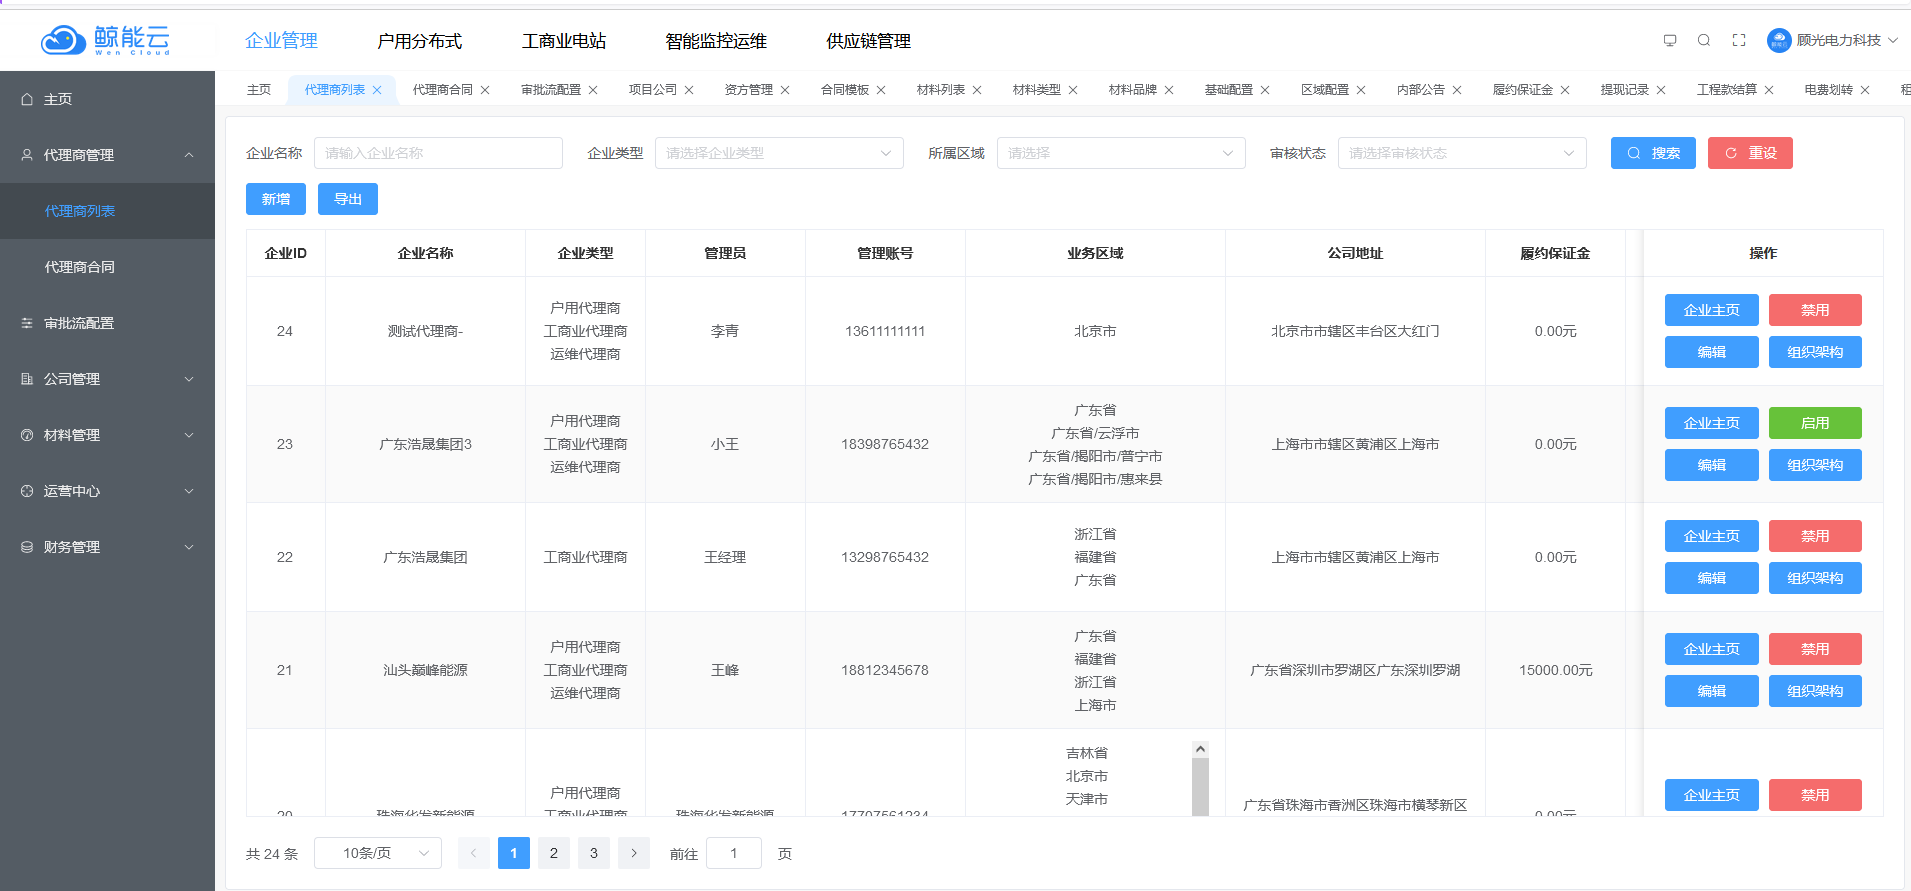 鲸能云
Wen Cloud
企业管理
户用分布式
工商业电站
智能监控运维
供应链管理
顾光电力科技
主页
代理商管理
代理商列表
代理商合同
审批流配置
公司管理
材料管理
运营中心
财务管理
主页
代理商列表
代理商合同
审批流配置
项目公司
资方管理
合同模板
材料列表
材料类型
材料品牌
基础配置
区域配置
内部公告
履约保证金
提现记录
工程款结算
电费划转
租
企业名称 请输入企业名称
企业类型 请选择企业类型
所属区域 请选择
审核状态 请选择审核状态
搜索
重设
新增
导出
企业ID 企业名称 企业类型 管理员 管理账号 业务区域 公司地址 履约保证金 操作
24
测试代理商-
户用代理商
工商业代理商
运维代理商
李青
13611111111
北京市
北京市市辖区丰台区大红门
0.00元
企业主页 禁用
编辑 组织架构
23
广东浩晟集团3
户用代理商
工商业代理商
运维代理商
小王
18398765432
广东省
广东省/云浮市
广东省/揭阳市/普宁市
广东省/揭阳市/惠来县
上海市市辖区黄浦区上海市
0.00元
企业主页 启用
编辑 组织架构
22
广东浩晟集团
工商业代理商
王经理
13298765432
浙江省
福建省
广东省
上海市市辖区黄浦区上海市
0.00元
企业主页 禁用
编辑 组织架构
21
汕头巅峰能源
户用代理商
工商业代理商
运维代理商
王峰
18812345678
广东省
福建省
浙江省
上海市
广东省深圳市罗湖区广东深圳罗湖
15000.00元
企业主页 禁用
编辑 组织架构
20
珠海华发新能源
户用代理商
工商业代理商
珠海华发新能源
17707561234
吉林省
北京市
天津市
广东省珠海市香洲区珠海市横琴新区
0.00元
企业主页 禁用
共 24 条
10条/页
1
2
3
前往 1 页